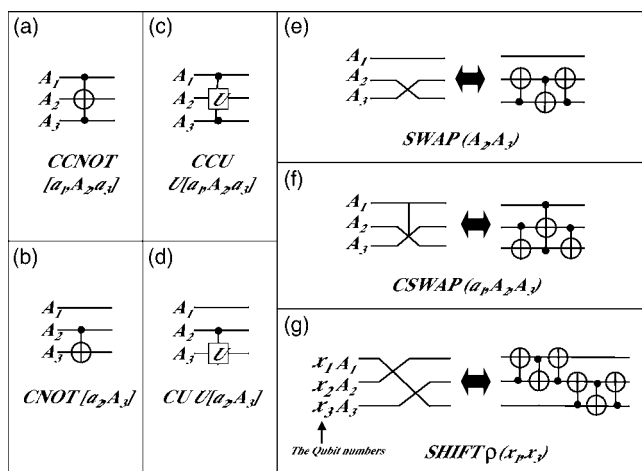 (a)
A1
A2
A3
CCNOT
[a1,A2,a3]
(b)
A1
A2
A3
CNOT [a2,A3]
(c)
A1
A2
U
A3
CCU
U[a1,A2,a3]
(d)
A1
A2
A3
U
CU U[a2,A3]
(e)
A1
A2
A3
SWAP (A2,A3)
(f)
A1
A2
A3
CSWAP (a1,A2,A3)
(g)
x1 A1
x2 A2
x3 A3
The Qubit numbers
SHIFT ρ (x1,x3)